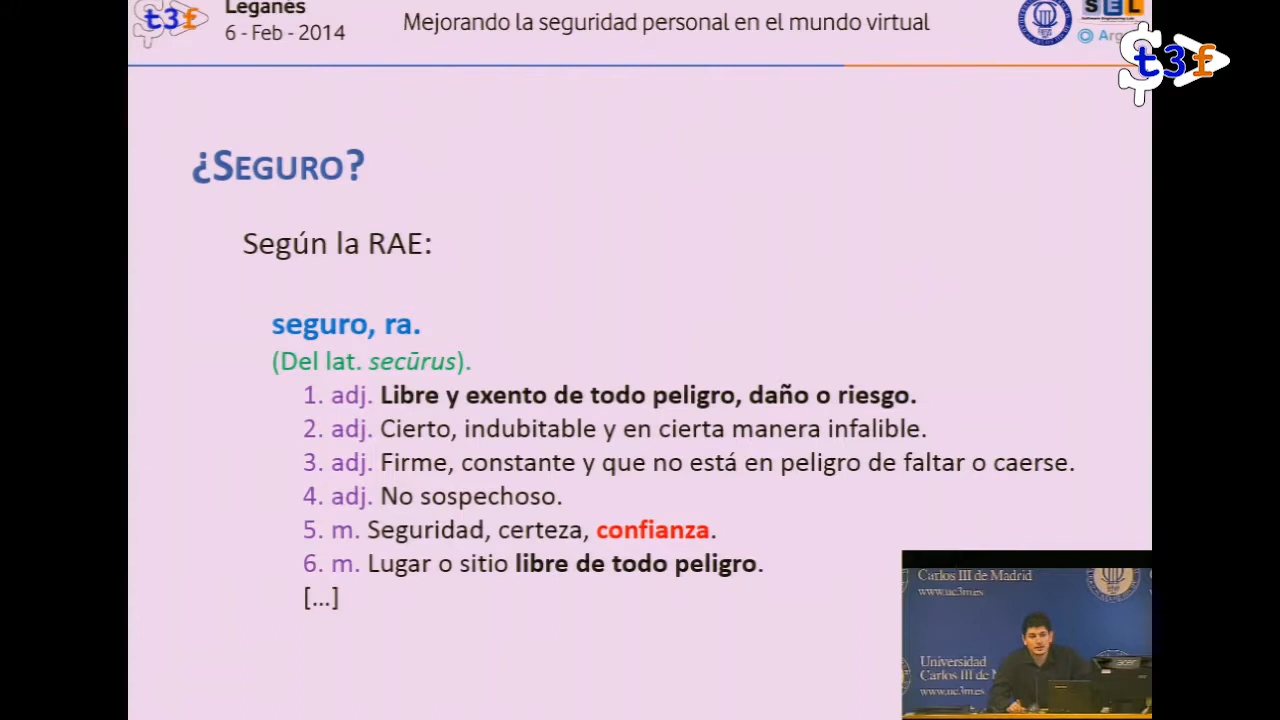 t3f
Leganés
6 - Feb - 2014
Mejorando la seguridad personal en el mundo virtual
SEL
t3f
¿SEGURO?
Según la RAE:
seguro, ra.
(Del lat. secūrus).
1. adj. Libre y exento de todo peligro, daño o riesgo.
2. adj. Cierto, indubitable y en cierta manera infalible.
3. adj. Firme, constante y que no está en peligro de faltar o caerse.
4. adj. No sospechoso.
5. m. Seguridad, certeza, confianza.
6. m. Lugar o sitio libre de todo peligro.
[...]
Carlos III de Madrid
www.uc3m.es
Universidad
Carlos III de M
www.uc3m.es
acer